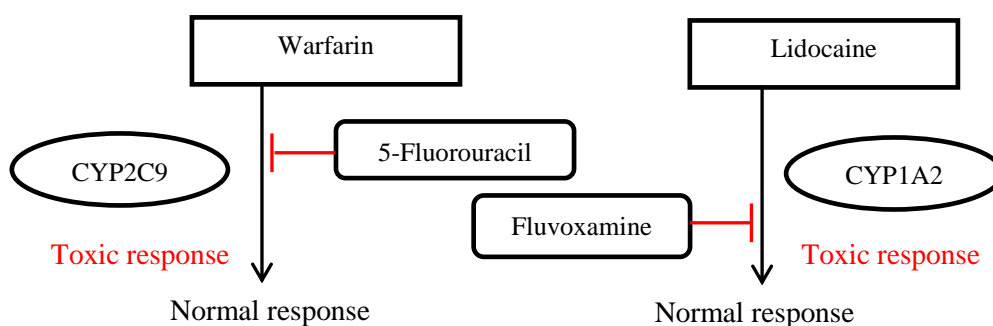 Warfarin
5-Fluorouracil
CYP2C9
Toxic response
Normal response
Lidocaine
CYP1A2
Fluvoxamine
Toxic response
Normal response